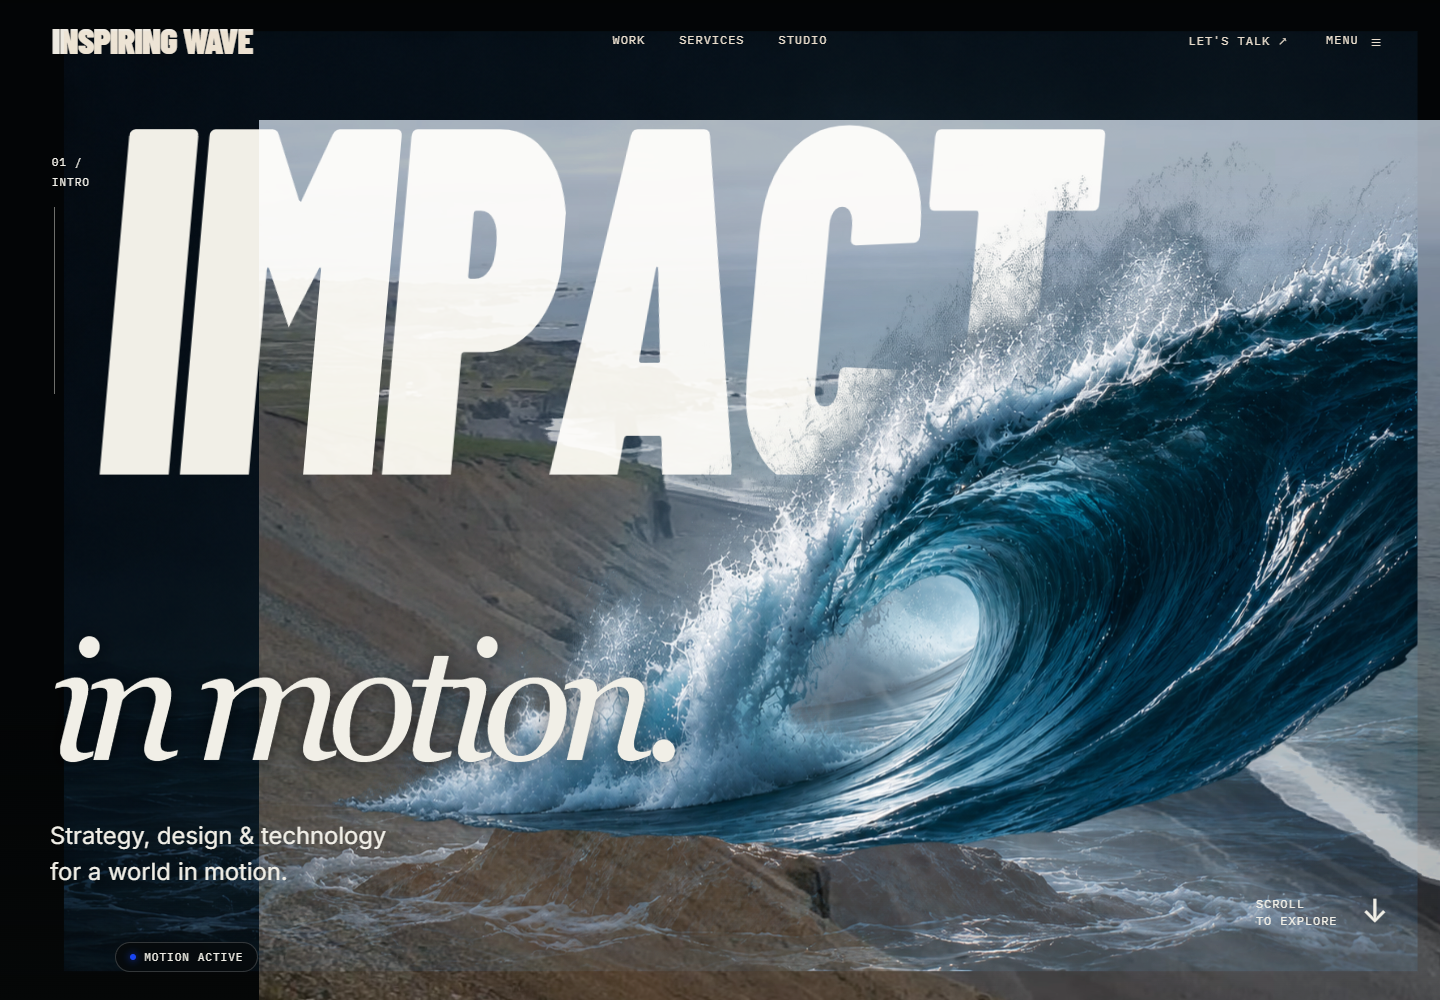 INSPIRING WAVE
WORK SERVICES STUDIO
LET'S TALK ↗ MENU
01 /
INTRO
IMPACT
in motion.
Strategy, design & technology
for a world in motion.
SCROLL
TO EXPLORE
MOTION ACTIVE